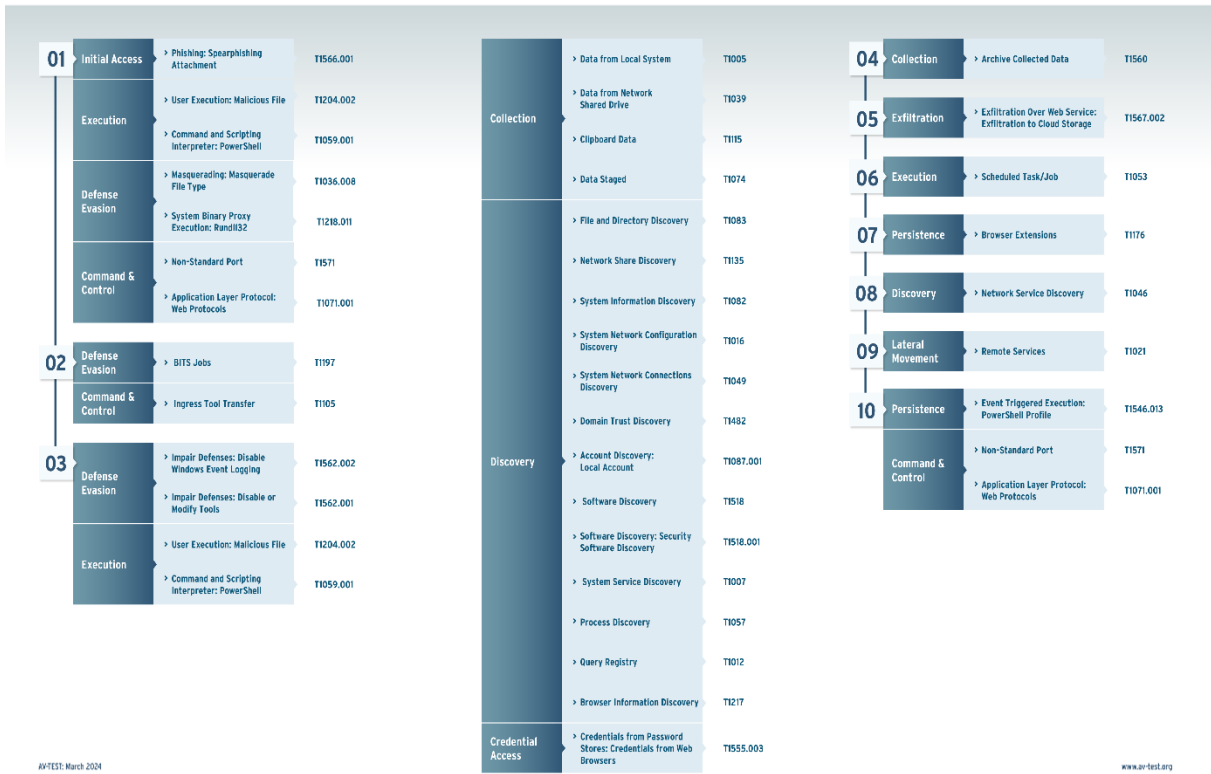 01
Initial Access
> Phishing: Spearphishing
Attachment
T1566.001
Execution
> User Execution: Malicious File
T1204.002
> Command and Scripting
Interpreter: PowerShell
T1059.001
Defense
Evasion
> Masquerading: Masquerade
File Type
T1036.008
> System Binary Proxy
Execution: Rundll32
T1218.011
Command &
Control
> Non-Standard Port
T1571
> Application Layer Protocol:
Web Protocols
T1071.001
02
Defense
Evasion
> BITS Jobs
T1197
Command &
Control
> Ingress Tool Transfer
T1105
03
Defense
Evasion
> Impair Defenses: Disable
Windows Event Logging
T1562.002
> Impair Defenses: Disable or
Modify Tools
T1562.001
Execution
> User Execution: Malicious File
T1204.002
> Command and Scripting
Interpreter: PowerShell
T1059.001
Collection
> Data from Local System
T1005
> Data from Network
Shared Drive
T1039
> Clipboard Data
T1115
> Data Staged
T1074
Discovery
> File and Directory Discovery
T1083
> Network Share Discovery
T1135
> System Information Discovery
T1082
> System Network Configuration
Discovery
T1016
> System Network Connections
Discovery
T1049
> Domain Trust Discovery
T1482
> Account Discovery:
Local Account
T1087.001
> Software Discovery
T1518
> Software Discovery: Security
Software Discovery
T1518.001
> System Service Discovery
T1007
> Process Discovery
T1057
> Query Registry
T1012
> Browser Information Discovery
T1217
Credential
Access
> Credentials from Password
Stores: Credentials from Web
Browsers
T1555.003
04
Collection
> Archive Collected Data
T1560
05
Exfiltration
> Exfiltration Over Web Service:
Exfiltration to Cloud Storage
T1567.002
06
Execution
> Scheduled Task/Job
T1053
07
Persistence
> Browser Extensions
T1176
08
Discovery
> Network Service Discovery
T1046
09
Lateral
Movement
> Remote Services
T1021
10
Persistence
> Event Triggered Execution:
PowerShell Profile
T1546.013
Command &
Control
> Non-Standard Port
T1571
> Application Layer Protocol:
Web Protocols
T1071.001
AV-TEST: March 2024
www.av-test.org